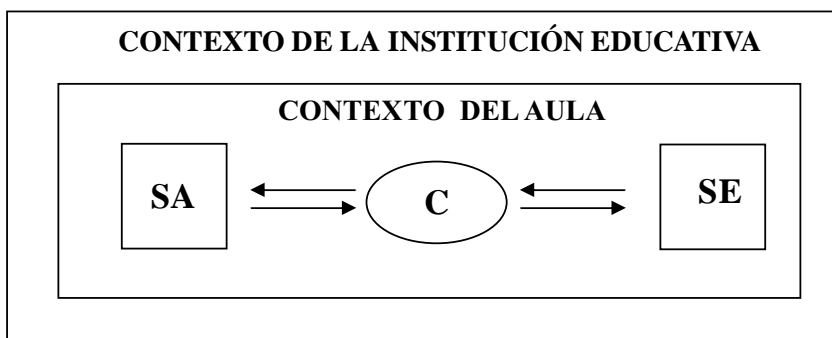 CONTEXTO DE LA INSTITUCIÓN EDUCATIVA
CONTEXTO DEL AULA
SA
C
SE